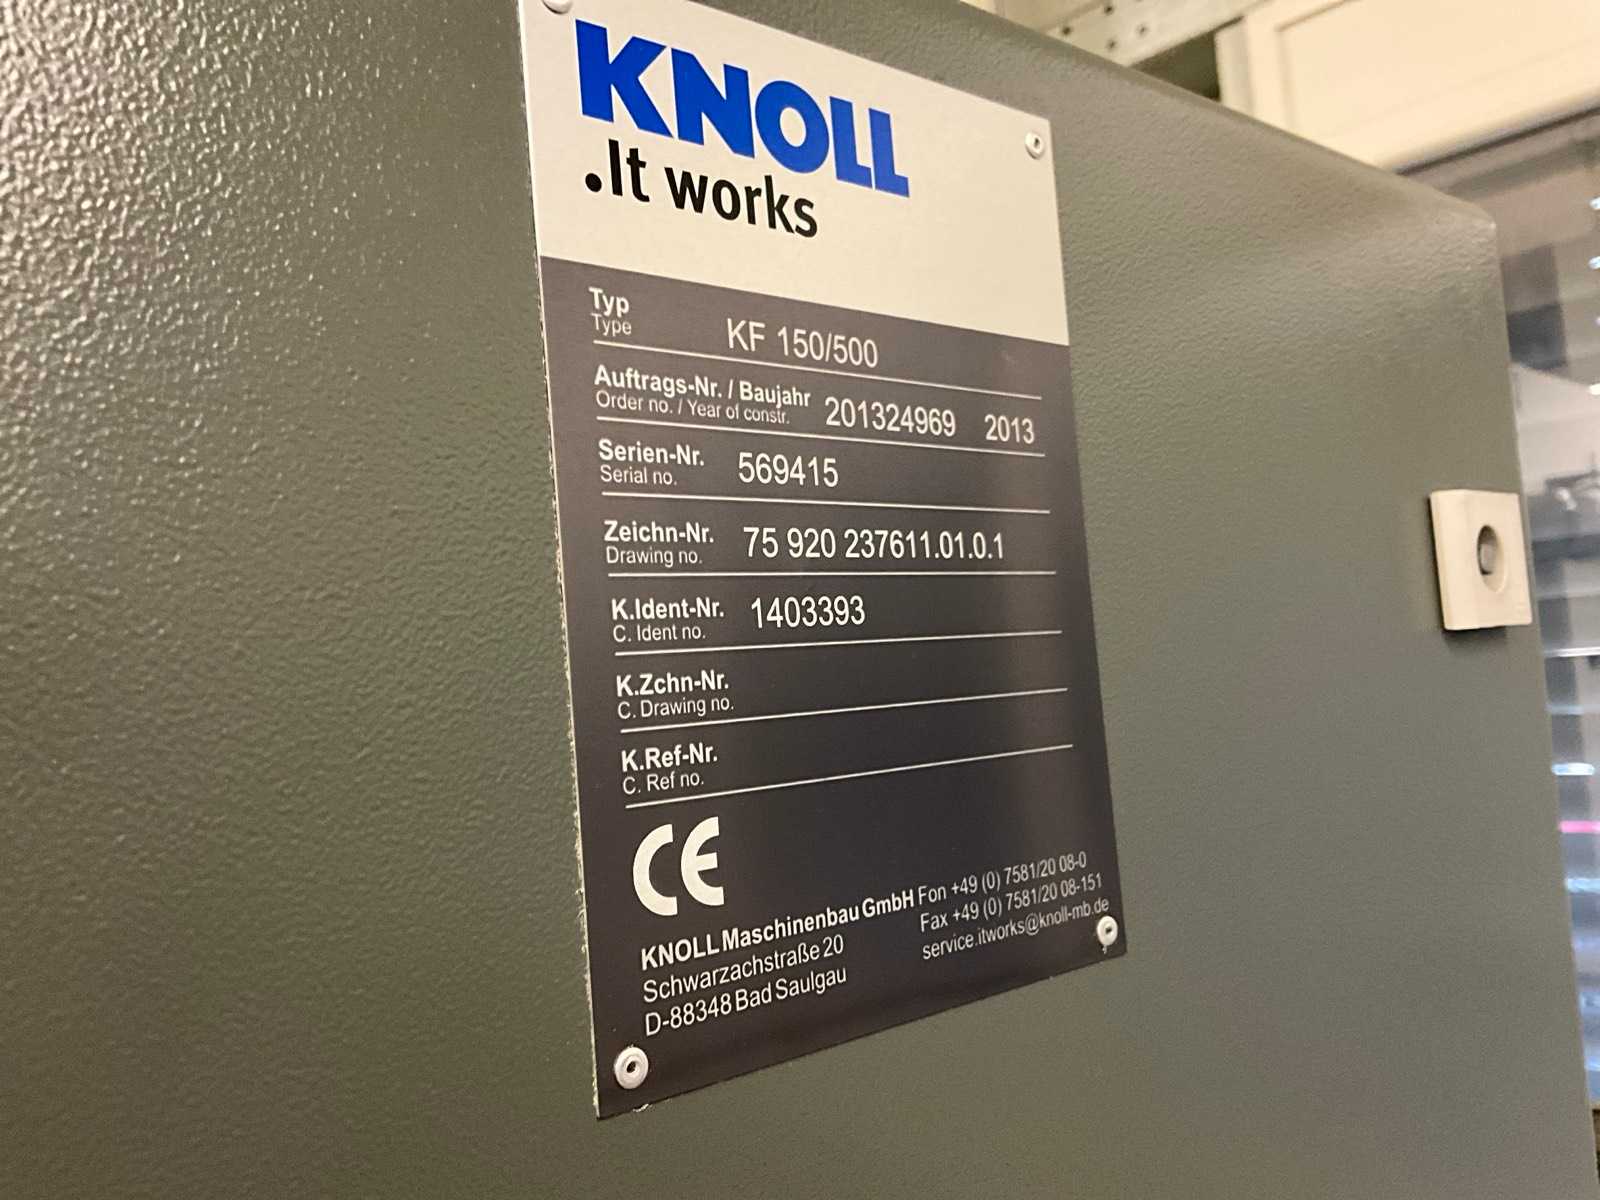 KNOLL
.It works
Typ
Type
KF 150/500
Auftrags-Nr. / Baujahr
Order no. / Year of constr.
201324969 2013
Serien-Nr.
Serial no.
569415
Zeichn-Nr.
Drawing no.
75 920 237611.01.0.1
K.Ident-Nr.
C. Ident no.
1403393
K.Zchn-Nr.
C. Drawing no.
K.Ref-Nr.
C. Ref no.
CE
KNOLL Maschinenbau GmbH
Schwarzachstraße 20
D-88348 Bad Saulgau
Fon +49 (0) 7581/20 08-0
Fax +49 (0) 7581/20 08-151
service.itworks@knoll-mb.de